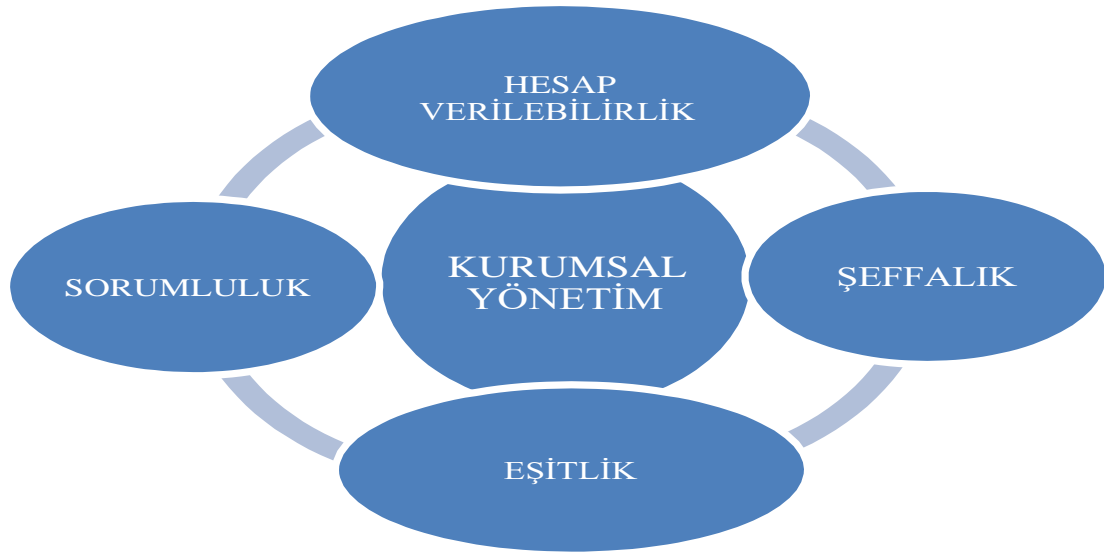 HESAP
VERİLEBİLİRLİK
SORUMLULUK
KURUMSAL
YÖNETİM
ŞEFFALIK
EŞİTLİK